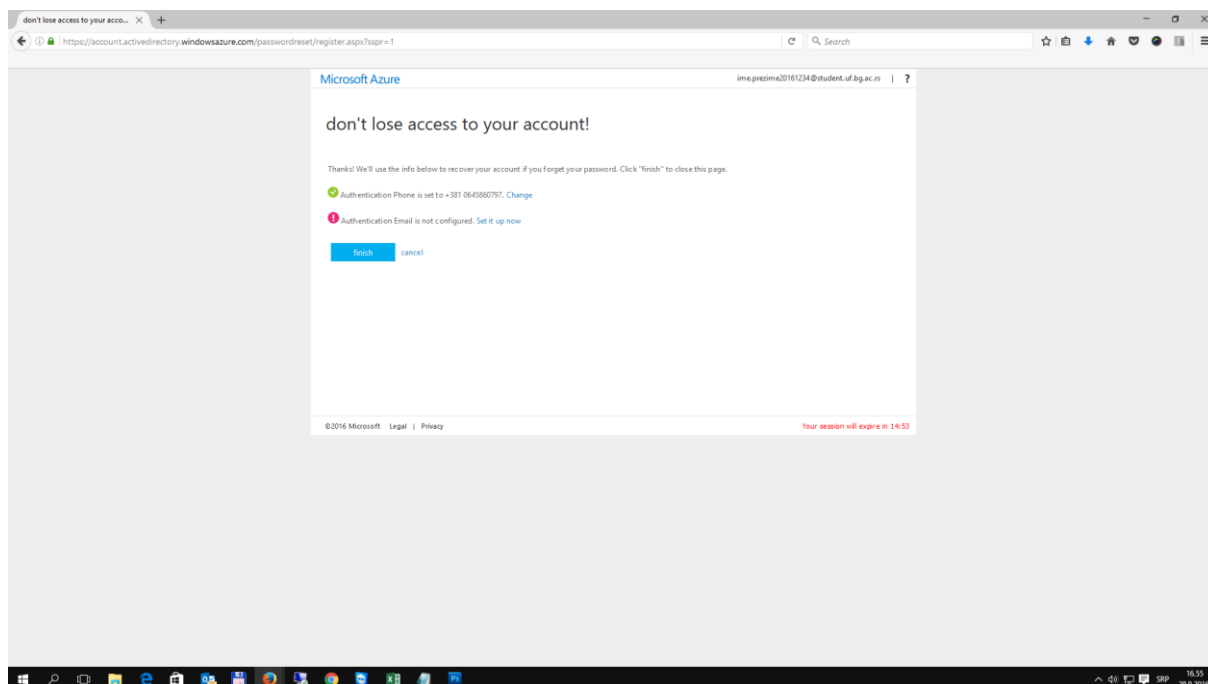 don't lose access to your acco...
https://account.activedirectory.windowsazure.com/passwordreset/register.aspx?sspr=1
Search
Microsoft Azure
ime.prezime20161234@student.uf.bg.ac.rs | ?
don't lose access to your account!
Thanks! We'll use the info below to recover your account if you forget your password. Click "finish" to close this page.
Authentication Phone is set to +381 0645860797. Change
! Authentication Email is not configured. Set it up now
finish cancel
©2016 Microsoft Legal | Privacy
Your session will expire in 14:53
SRP
16.55